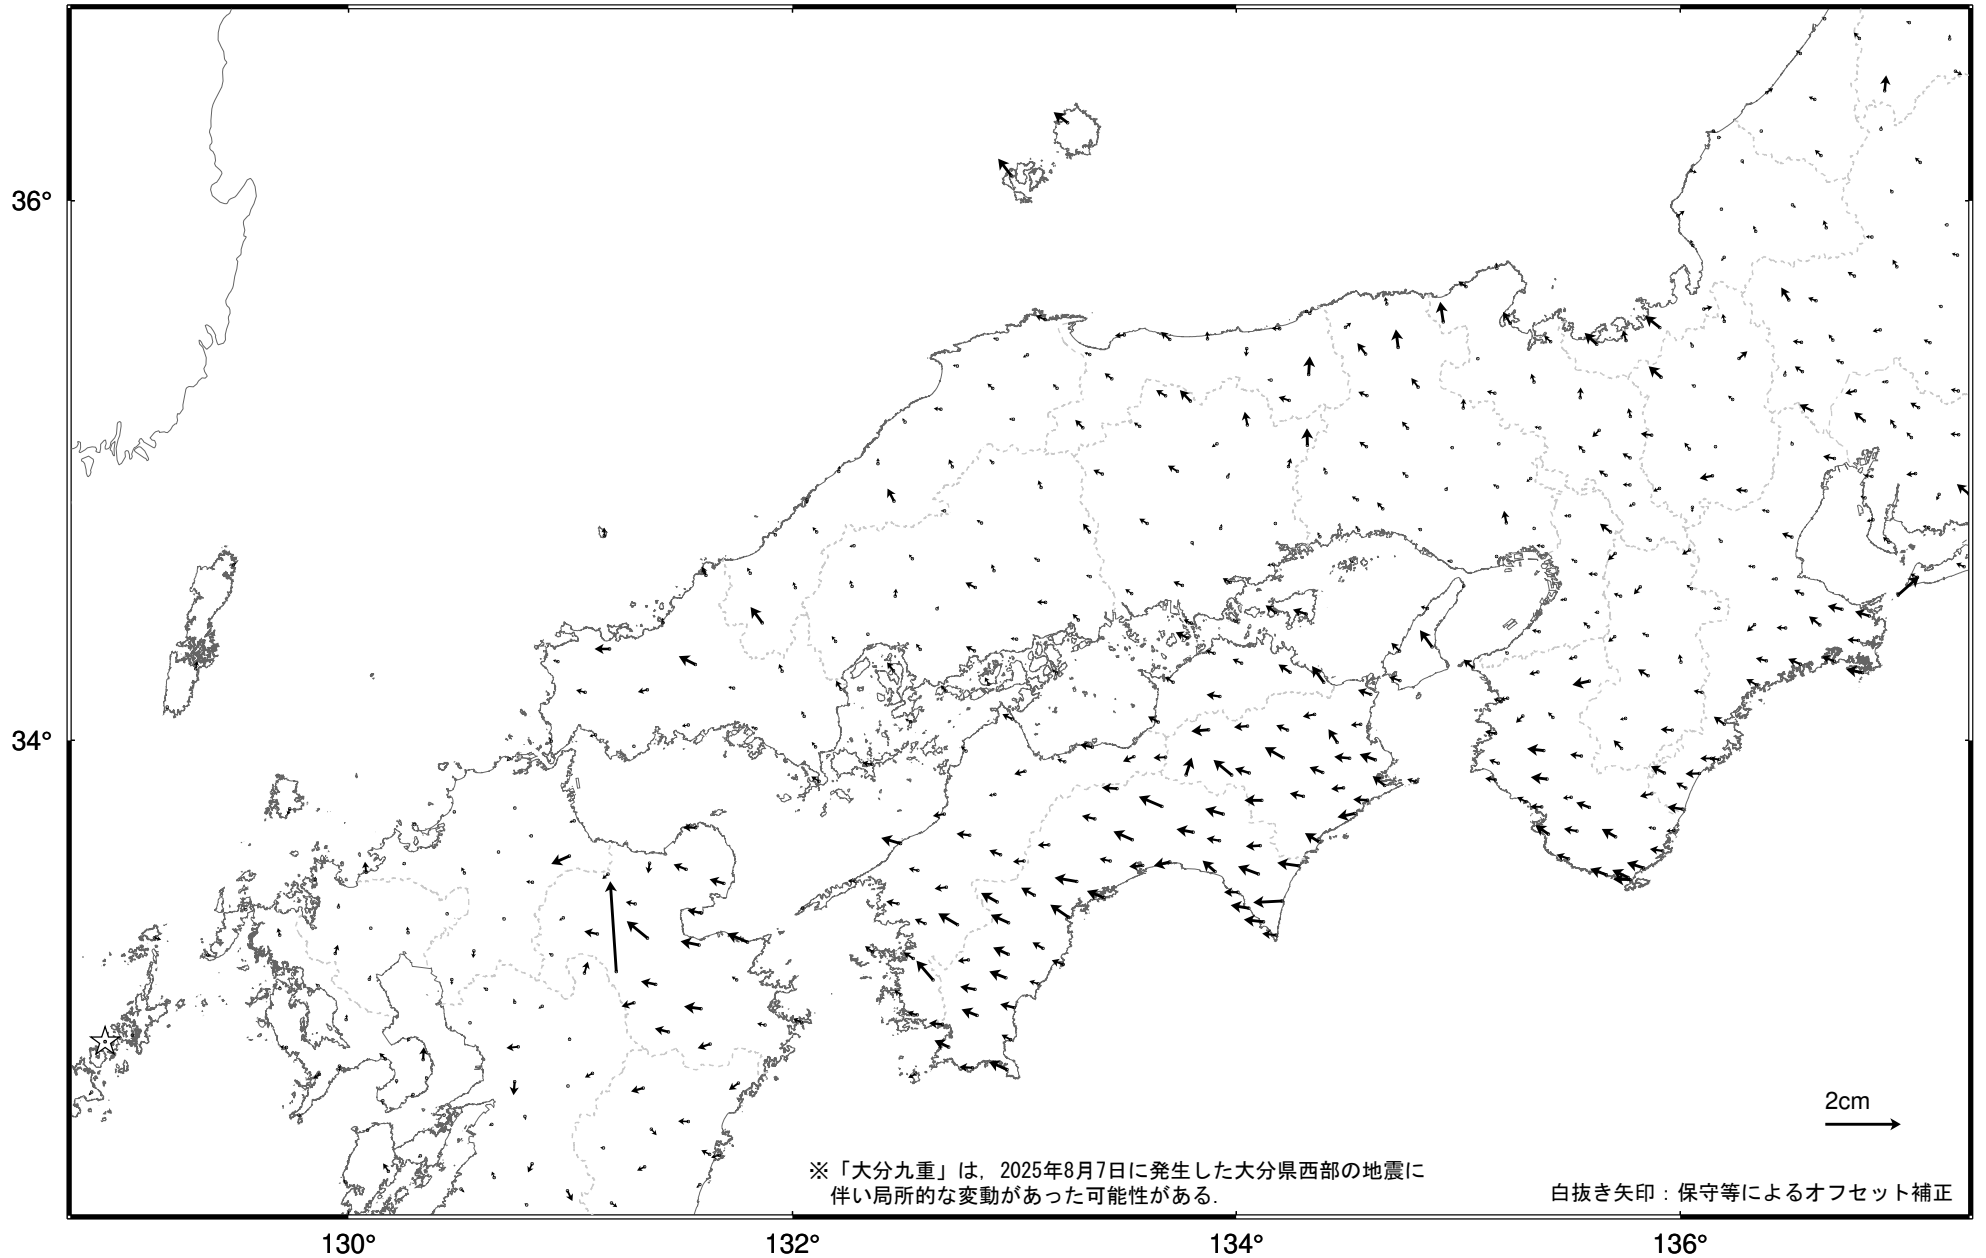 36°
34°
2cm
※「大分九重」は，2025年8月7日に発生した大分県西部の地震に
伴い局所的な変動があった可能性がある．
白抜き矢印：保守等によるオフセット補正
130°
132°
134°
136°